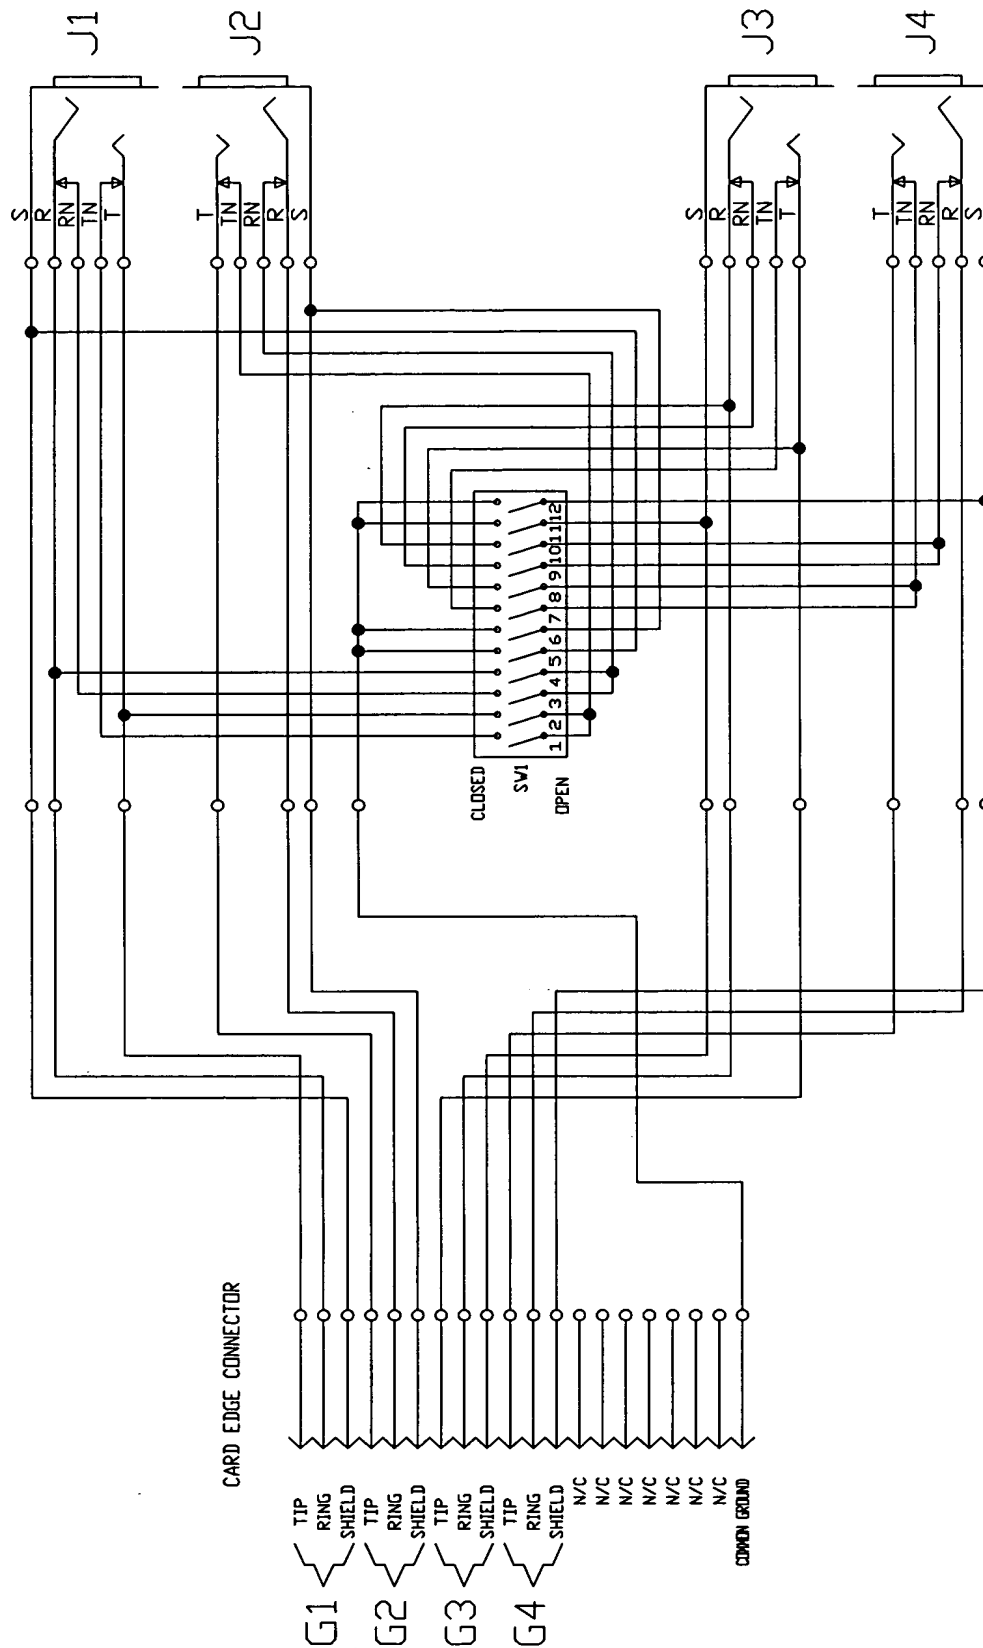 J1
J2
J3
J4
S
R
RN
TN
T
T
TN
RN
R
S
S
R
RN
TN
T
T
TN
RN
R
S
CLOSED
SW1
OPEN
1
2
3
4
5
6
7
8
9
10
11
12
CARD EDGE CONNECTOR
G1
TIP
RING
SHIELD
G2
TIP
RING
SHIELD
G3
TIP
RING
SHIELD
G4
TIP
RING
SHIELD
N/C
N/C
N/C
N/C
N/C
N/C
N/C
COMMON GROUND